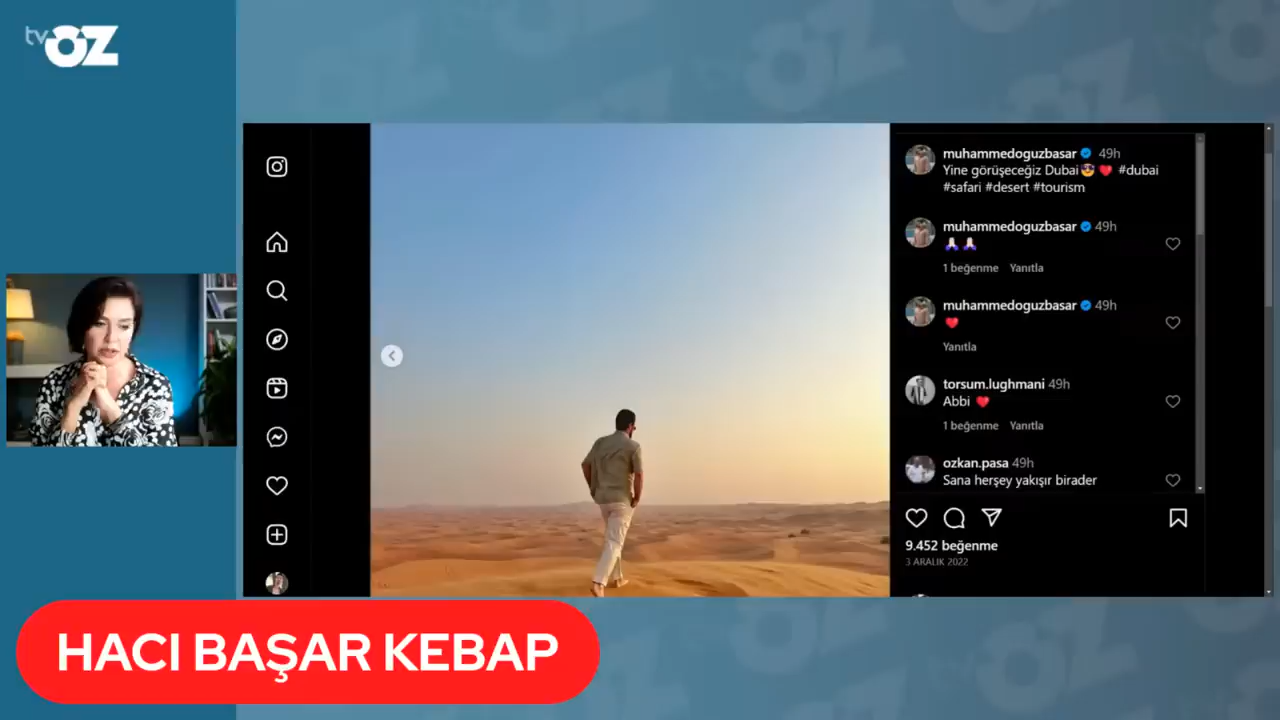 tv ÖZ
muhammedoguzbasar 49h
Yine görüşeceğiz Dubai😎❤️ #dubai
#safari #desert #tourism
muhammedoguzbasar 49h
1 beğenme Yanıtla
muhammedoguzbasar 49h
❤️
Yanıtla
torsum.lughmani 49h
Abbi ❤️
1 beğenme Yanıtla
ozkan.pasa 49h
Sana herşey yakışır birader
9.452 beğenme
3 ARALIK 2022
HACI BAŞAR KEBAP